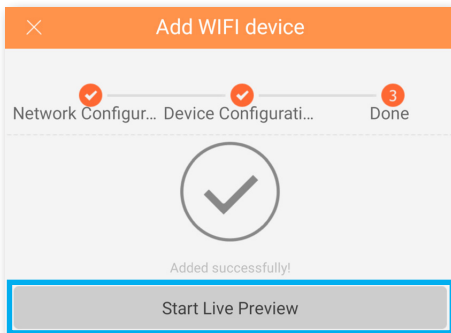 Add WIFI device
3
Network Configur... Device Configurati... Done
Added successfully!
Start Live Preview